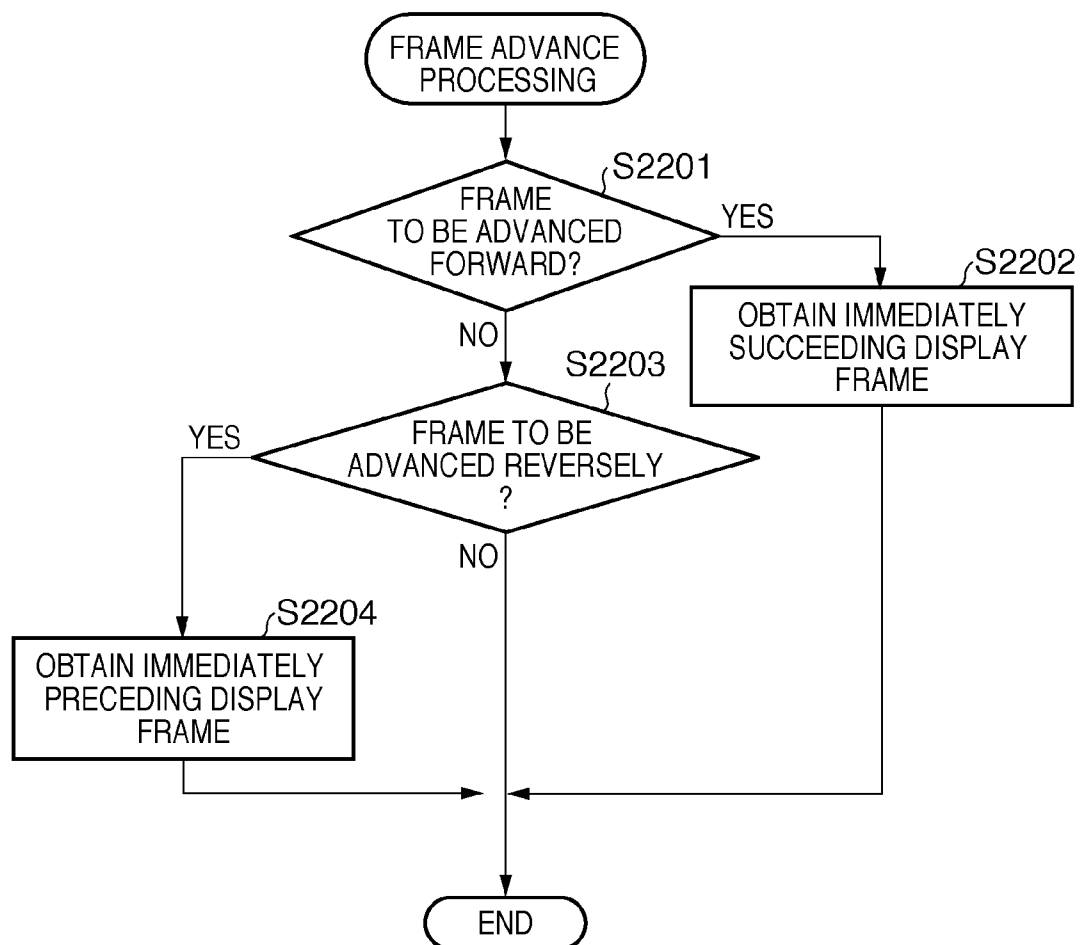 FRAME ADVANCE
PROCESSING
S2201
FRAME
TO BE ADVANCED
FORWARD?
YES
S2202
OBTAIN IMMEDIATELY
SUCCEEDING DISPLAY
FRAME
NO
S2203
FRAME TO BE
ADVANCED REVERSELY
?
YES
NO
S2204
OBTAIN IMMEDIATELY
PRECEDING DISPLAY
FRAME
END